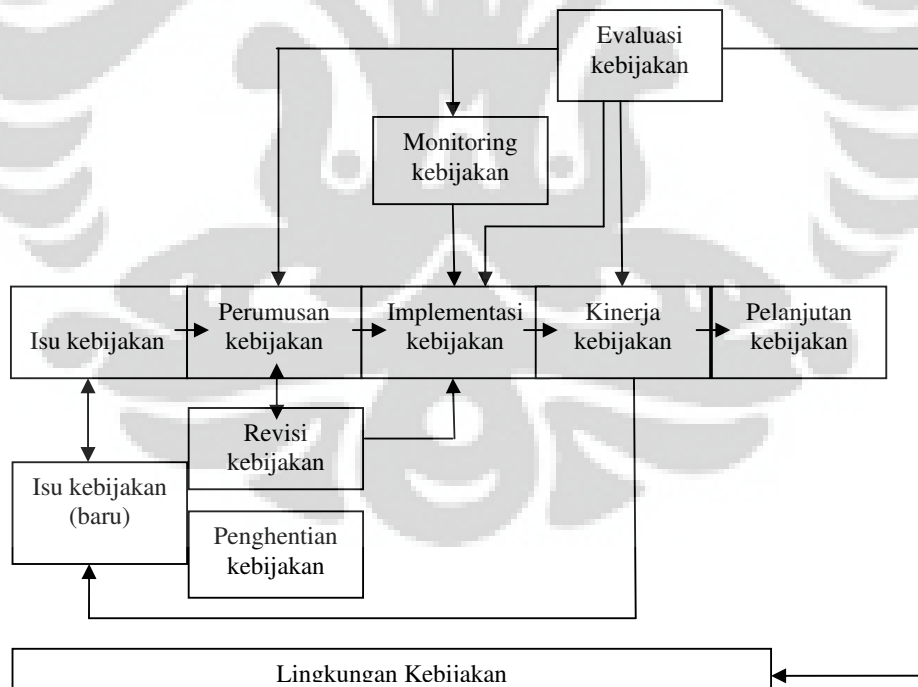 Evaluasi
kebijakan
Monitoring
kebijakan
Isu kebijakan
Perumusan
kebijakan
Implementasi
kebijakan
Kinerja
kebijakan
Pelanjutan
kebijakan
Revisi
kebijakan
Isu kebijakan
(baru)
Penghentian
kebijakan
Lingkungan Kebijakan